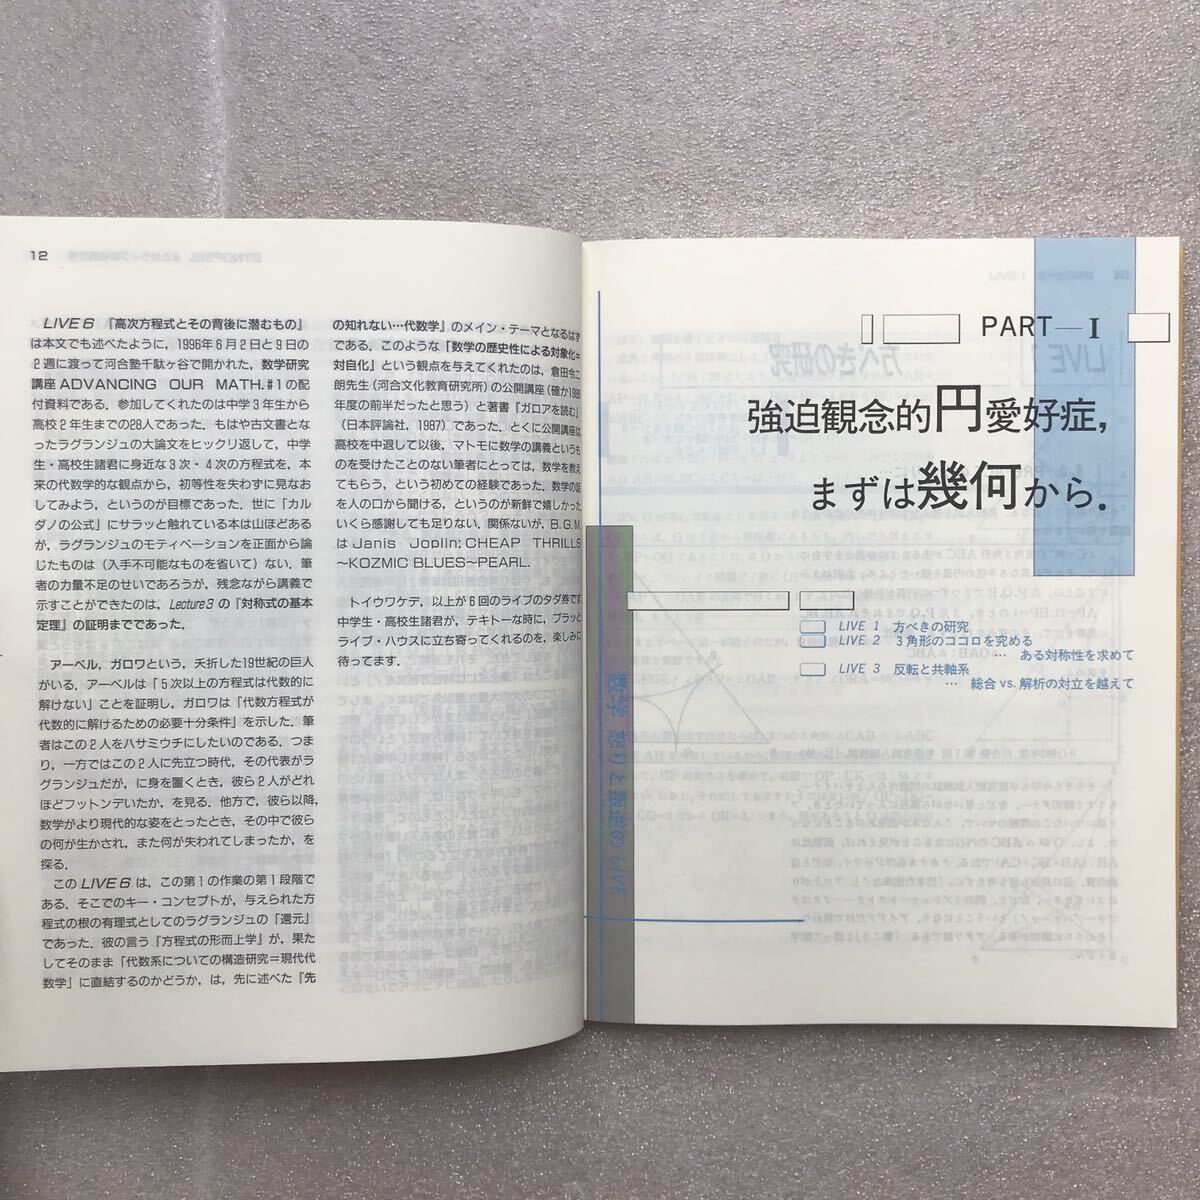 12
LIVE 6 『高次方程式とその背後に潜むもの』
は本文でも述べたように，1996年6月2日と9日の
2週に渡って河合塾千駄ヶ谷で開かれた，数学研究
講座 ADVANCING OUR MATH.#1の配
付資料である．参加してくれたのは中学3年生から
高校2年生までの28人であった．もはや古文書とな
ったラグランジュの大論文をヒックリ返して，中学
生・高校生諸君に身近な3次・4次の方程式を，本
来の代数学的な観点から，初等性を失わずに見なお
してみよう，というのが目標であった．世に「カル
ダノの公式」にサラッと触れている本は山ほどある
が，ラグランジュのモティベーションを正面から論
じたものは（入手不可能なものを省いて）ない．筆
者の力量不足のせいであろうが，残念ながら講義で
示すことができたのは，Lecture 3 の『対称式の基本
定理』の証明までであった．
アーベル，ガロワという，夭折した19世紀の巨人
がいる．アーベルは「5次以上の方程式は代数的に
解けない」ことを証明し，ガロワは「代数方程式が
代数的に解けるための必要十分条件」を示した．筆
者はこの2人をハサミウチにしたいのである．つま
り，一方ではこの2人に先立つ時代，その代表がラ
グランジュだが，に身を置くとき，彼ら2人がどれ
ほどフットンデいたか，を見る．他方で，彼ら以降，
数学がより現代的な姿をとったとき，その中で彼ら
の何が生かされ，また何が失われてしまったか，を
探る．
この LIVE 6 は，この第1の作業の第1段階で
ある．そこでのキー・コンセプトが，与えられた方
程式の根の有理式としてのラグランジュの「還元」
であった．彼の言う『方程式の形而上学』が，果た
してそのまま「代数系についての構造研究＝現代代
数学」に直結するのかどうか，は，先に述べた『先
の知れない…代数学』のメイン・テーマとなるはず
である．このような「数学の歴史性による対象化＝
対自化」という観点を与えてくれたのは，倉田令二
朗先生（河合文化教育研究所）の公開講座（確か1986
年度の前半だったと思う）と著書「ガロアを読む」
（日本評論社，1987）であった．とくに公開講座は，
高校を中退して以後，マトモに数学の講義というも
のを受けたことのない筆者にとっては，数学を教え
てもらう，という初めての経験であった．数学の話
を人の口から聞ける，というのが新鮮で嬉しかった．
いくら感謝しても足りない．関係ないが，B.G.M.
は Janis Joplin: CHEAP THRILLS
～KOZMIC BLUES～PEARL.
トイウワケデ，以上が6回のライブのタダ券です．
中学生・高校生諸君が，テキトーな時に，プラッと
ライブ・ハウスに立ち寄ってくれるのを，楽しみに
待ってます．
PART—I
強迫観念的円愛好症，
まずは幾何から．
LIVE 1 方べきの研究
LIVE 2 3角形のココロを究める
… ある対称性を求めて
LIVE 3 反転と共軸系
… 総合 vs. 解析の対立を越えて